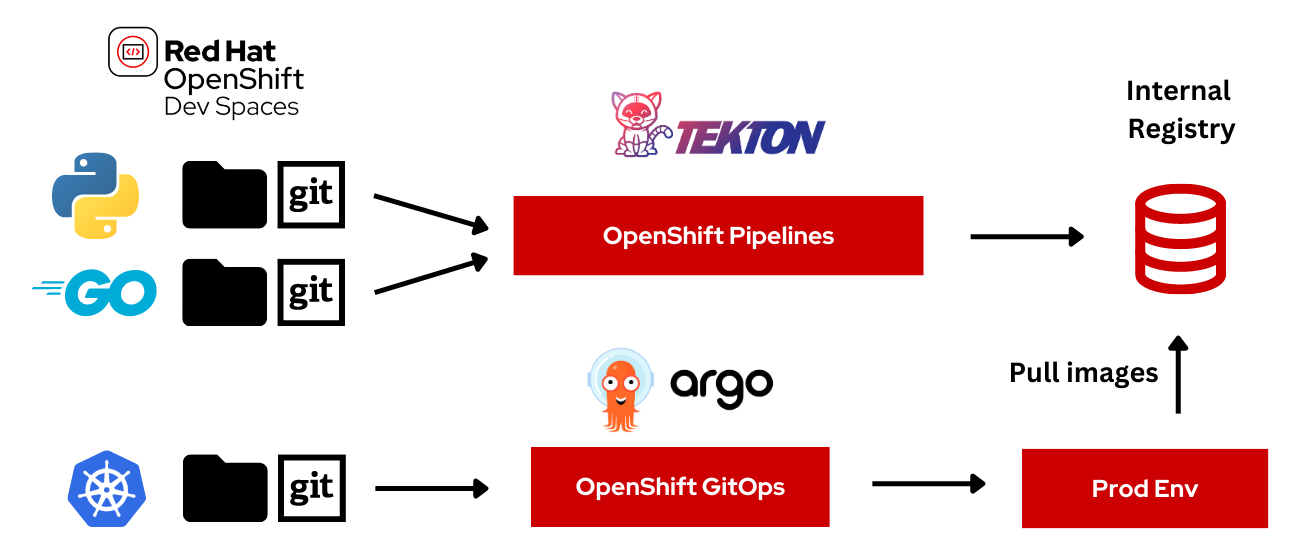 Red Hat
OpenShift
Dev Spaces
TEKTON
Internal
Registry
git
OpenShift Pipelines
GO
git
argo
Pull images
git
OpenShift GitOps
Prod Env